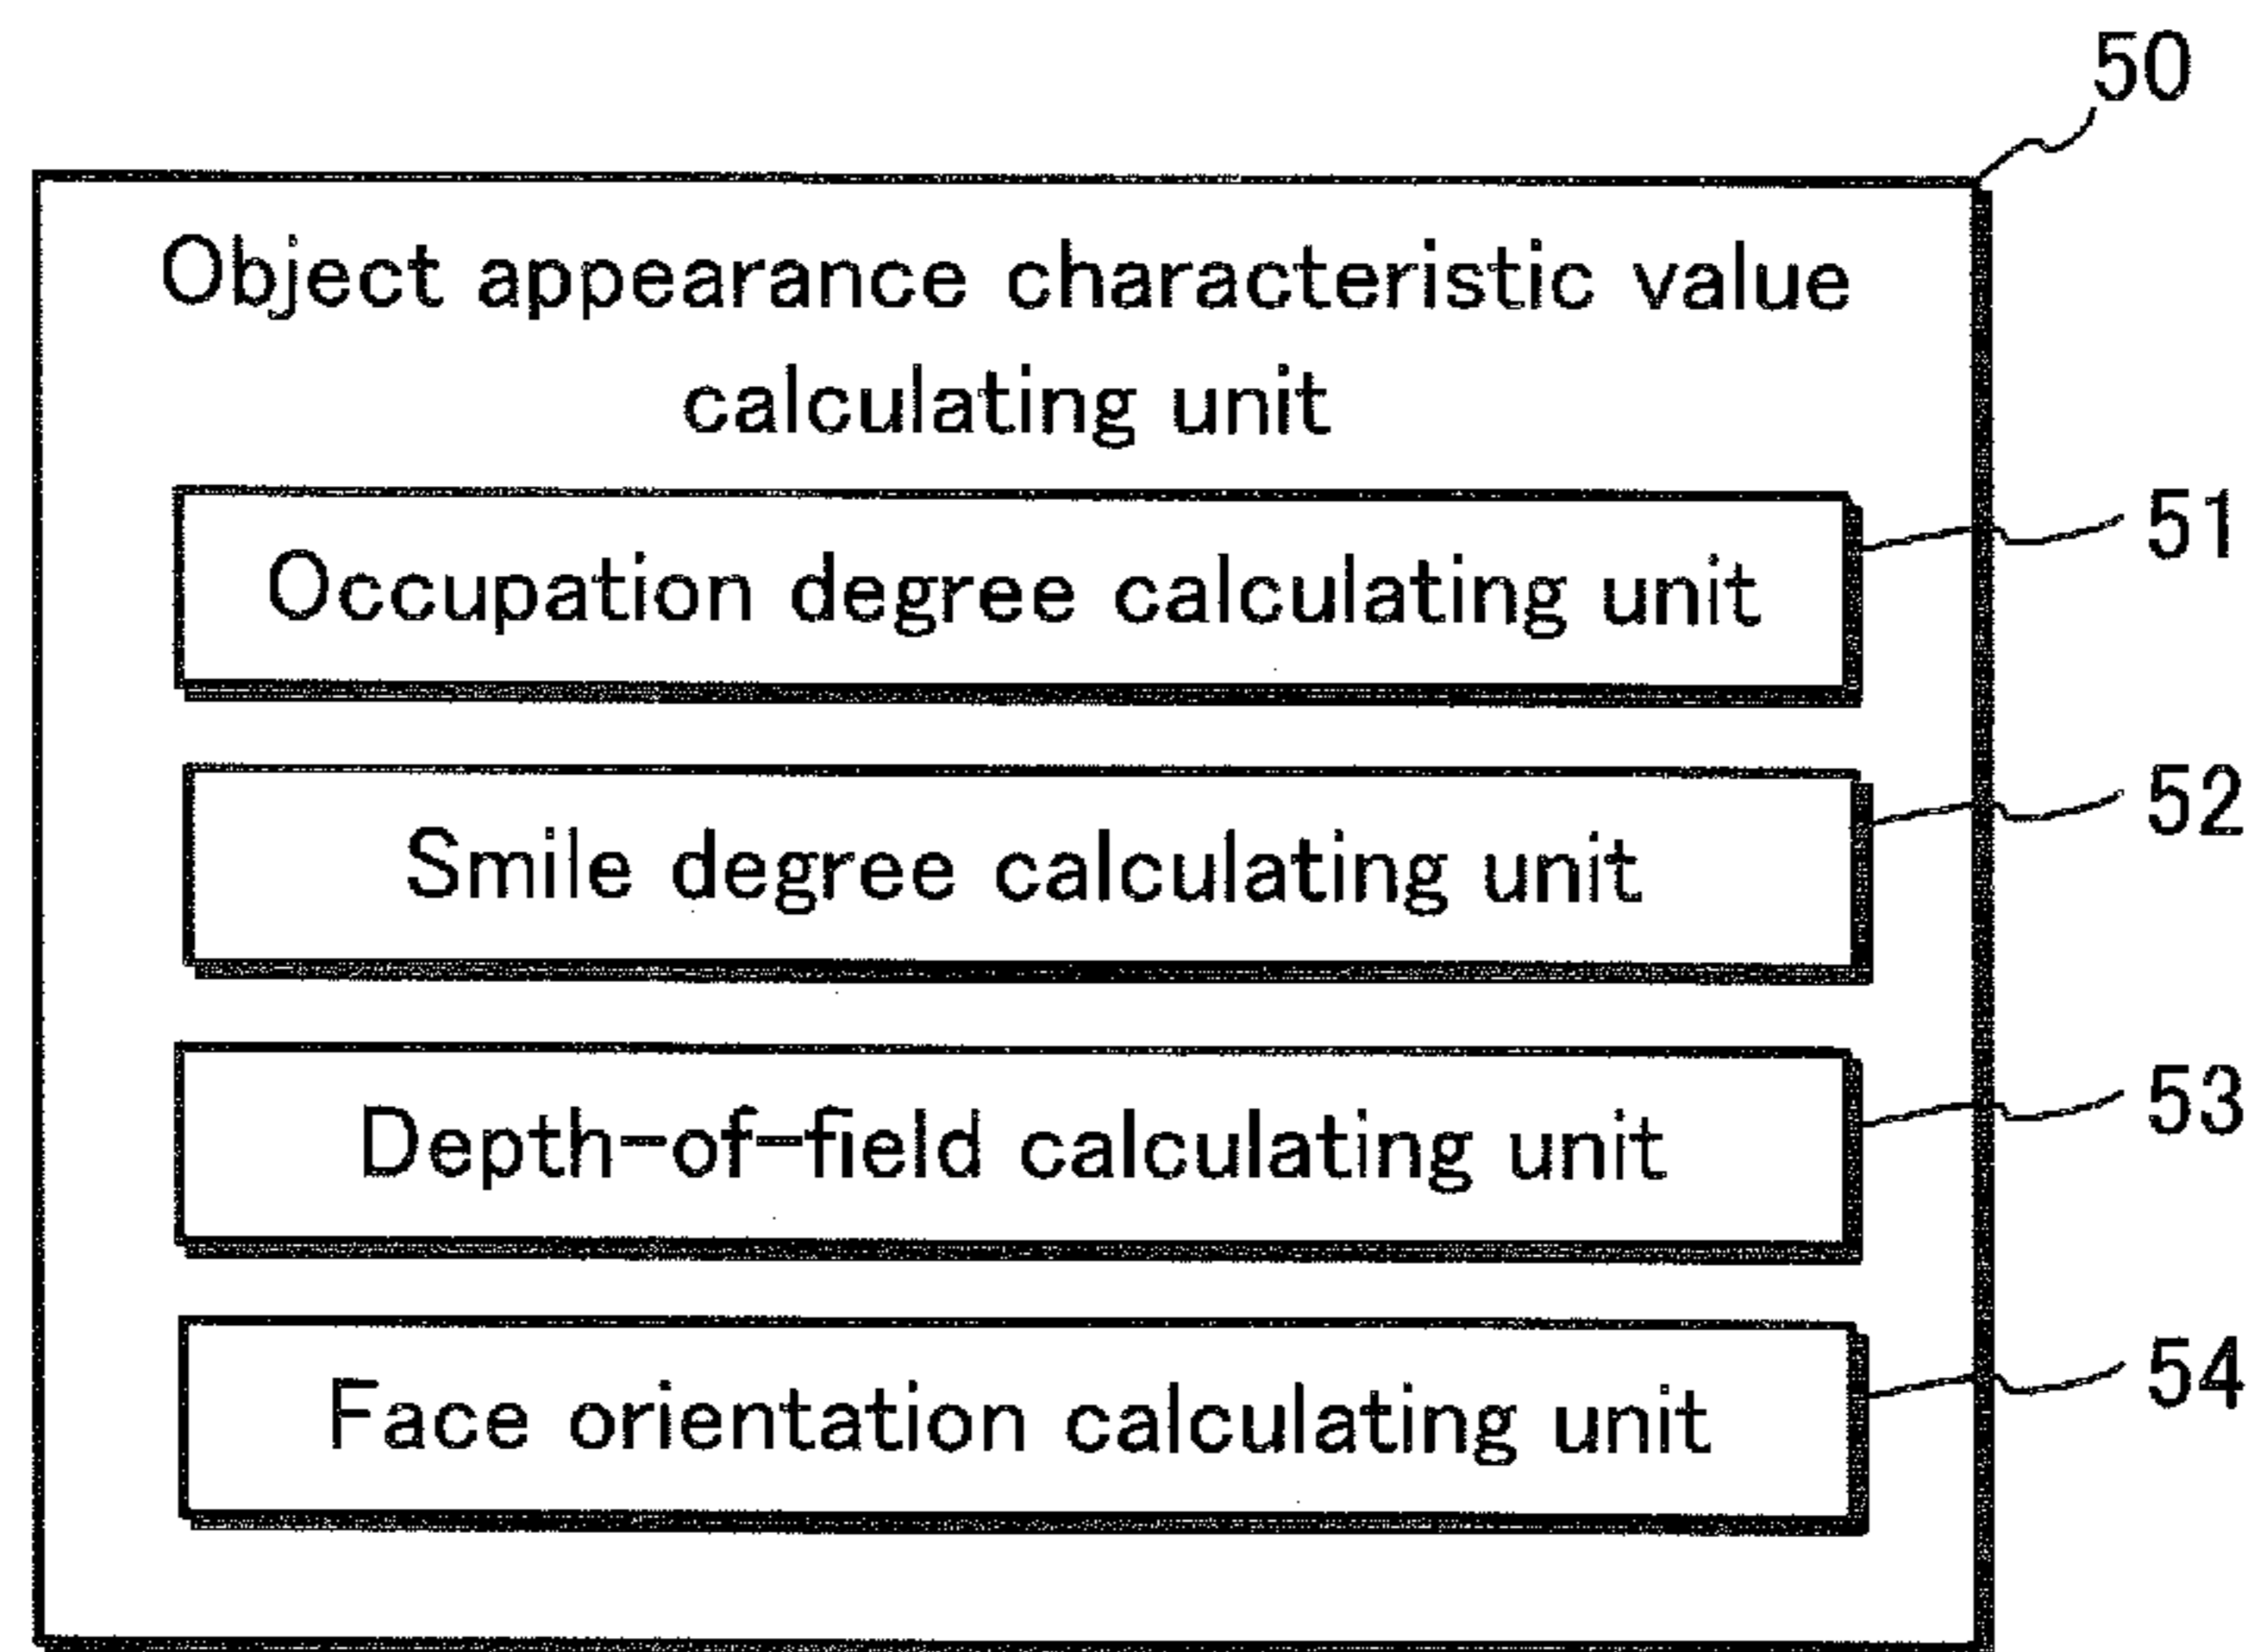 50
Object appearance characteristic value
calculating unit
Occupation degree calculating unit
51
Smile degree calculating unit
52
Depth-of-field calculating unit
53
Face orientation calculating unit
54